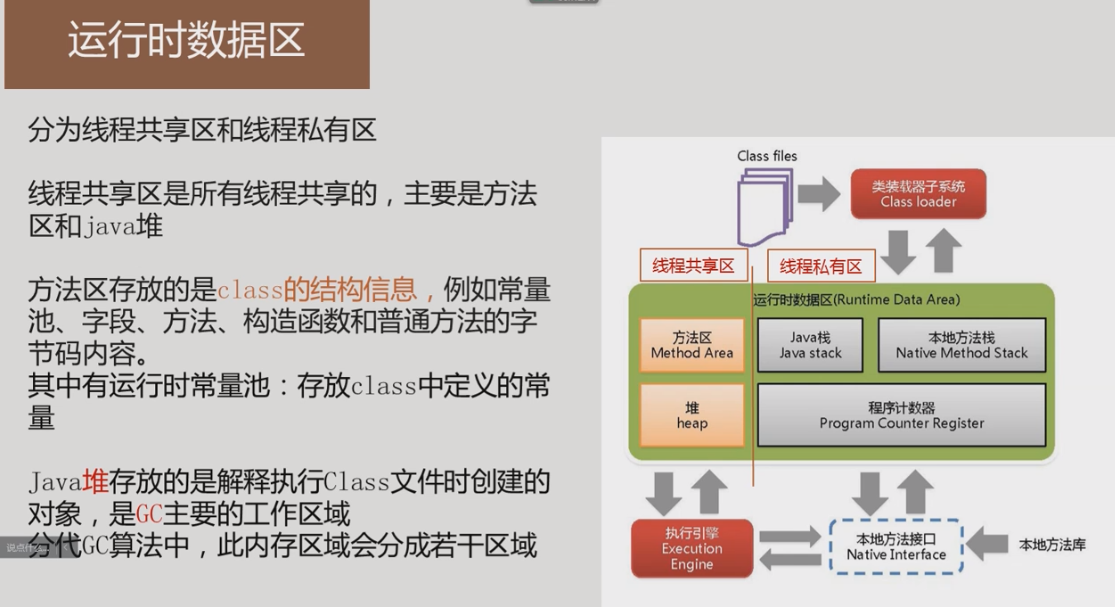 运行时数据区
分为线程共享区和线程私有区
线程共享区是所有线程共享的，主要是方法
区和java堆
方法区存放的是class的结构信息，例如常量
池、字段、方法、构造函数和普通方法的字
节码内容。
其中有运行时常量池：存放class中定义的常
量
Java堆存放的是解释执行Class文件时创建的
对象，是GC主要的工作区域
分代GC算法中，此内存区域会分成若干区域
Class files
类装载器子系统
Class loader
线程共享区
线程私有区
运行时数据区(Runtime Data Area)
方法区
Method Area
Java栈
Java stack
本地方法栈
Native Method Stack
堆
heap
程序计数器
Program Counter Register
执行引擎
Execution
Engine
本地方法接口
Native Interface
本地方法库